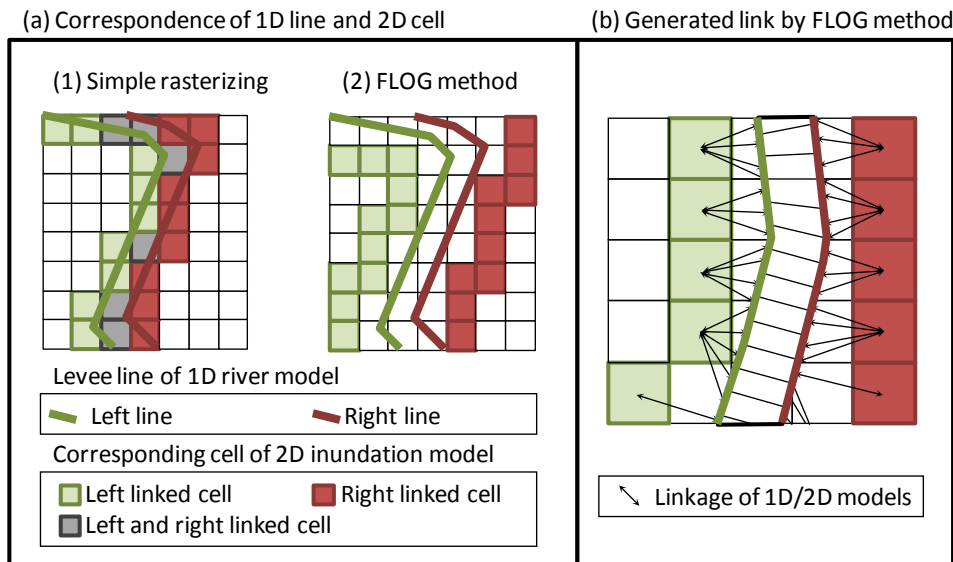 (a) Correspondence of 1D line and 2D cell
(b) Generated link by FLOG method
(1) Simple rasterizing
(2) FLOG method
Levee line of 1D river model
Left line
Right line
Corresponding cell of 2D inundation model
Left linked cell
Right linked cell
Left and right linked cell
Linkage of 1D/2D models